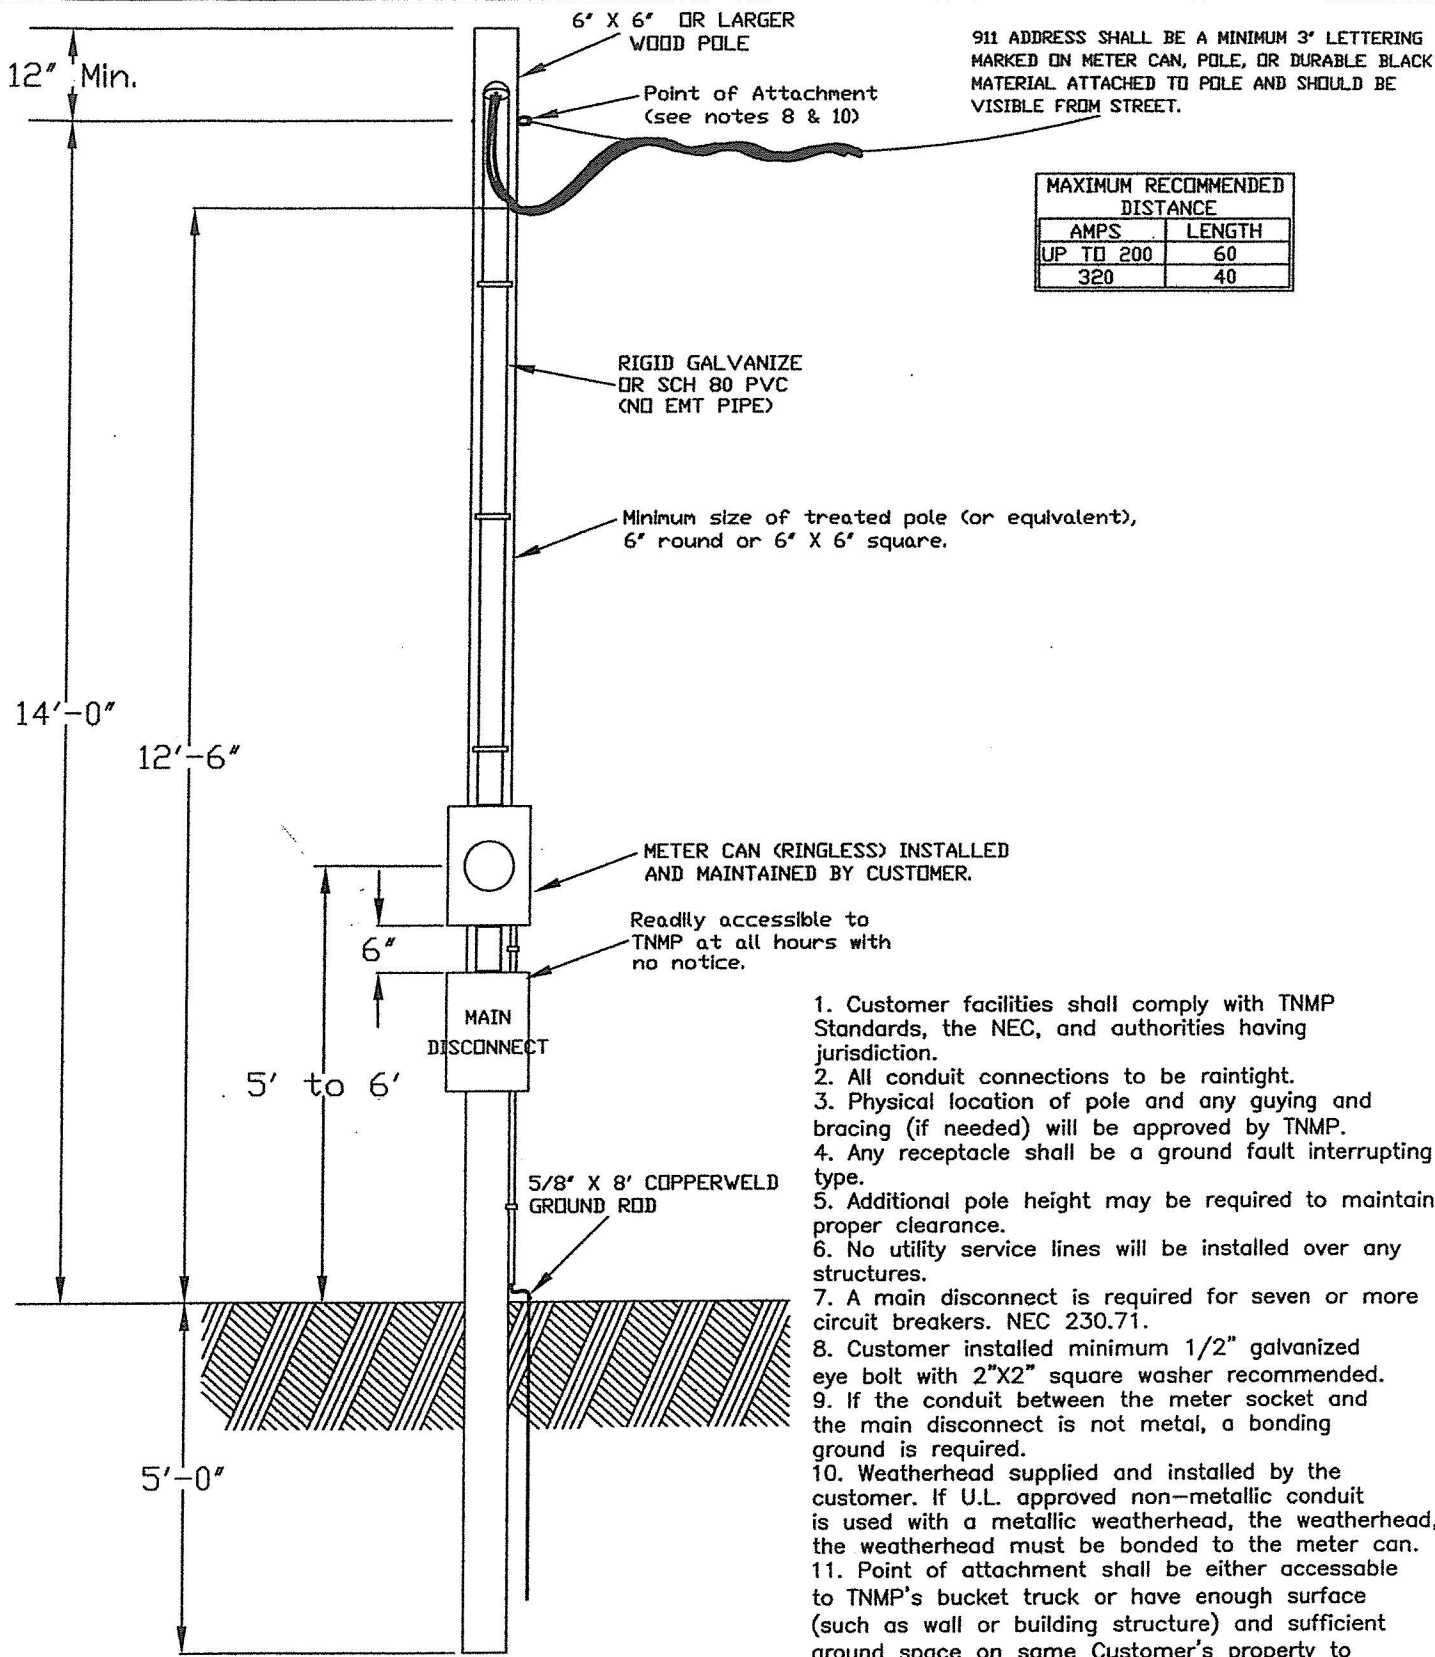 6" X 6" OR LARGER
WOOD POLE
911 ADDRESS SHALL BE A MINIMUM 3" LETTERING
MARKED ON METER CAN, POLE, OR DURABLE BLACK
MATERIAL ATTACHED TO POLE AND SHOULD BE
VISIBLE FROM STREET.
12" Min.
Point of Attachment
(see notes 8 & 10)
MAXIMUM RECOMMENDED
DISTANCE
AMPS LENGTH
UP TO 200 60
320 40
RIGID GALVANIZE
OR SCH 80 PVC
(NO EMT PIPE)
Minimum size of treated pole (or equivalent),
6" round or 6" X 6" square.
14'-0"
12'-6"
METER CAN (RINGLESS) INSTALLED
AND MAINTAINED BY CUSTOMER.
Readily accessible to
TNMP at all hours with
no notice.
6"
MAIN
DISCONNECT
5' to 6'
5/8" X 8' COPPERWELD
GROUND ROD
5'-0"
1. Customer facilities shall comply with TNMP
Standards, the NEC, and authorities having
jurisdiction.
2. All conduit connections to be raintight.
3. Physical location of pole and any guying and
bracing (if needed) will be approved by TNMP.
4. Any receptacle shall be a ground fault interrupting
type.
5. Additional pole height may be required to maintain
proper clearance.
6. No utility service lines will be installed over any
structures.
7. A main disconnect is required for seven or more
circuit breakers. NEC 230.71.
8. Customer installed minimum 1/2" galvanized
eye bolt with 2"X2" square washer recommended.
9. If the conduit between the meter socket and
the main disconnect is not metal, a bonding
ground is required.
10. Weatherhead supplied and installed by the
customer. If U.L. approved non-metallic conduit
is used with a metallic weatherhead, the weatherhead,
the weatherhead must be bonded to the meter can.
11. Point of attachment shall be either accessable
to TNMP's bucket truck or have enough surface
(such as wall or building structure) and sufficient
ground space on same Customer's property to